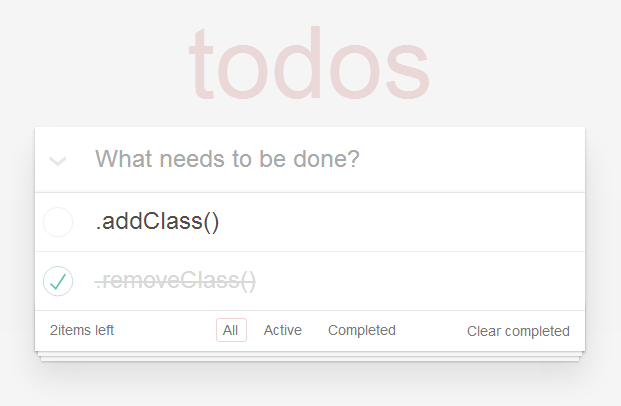 todos
What needs to be done?
.addClass()
.removeClass()
2items left All Active Completed Clear completed